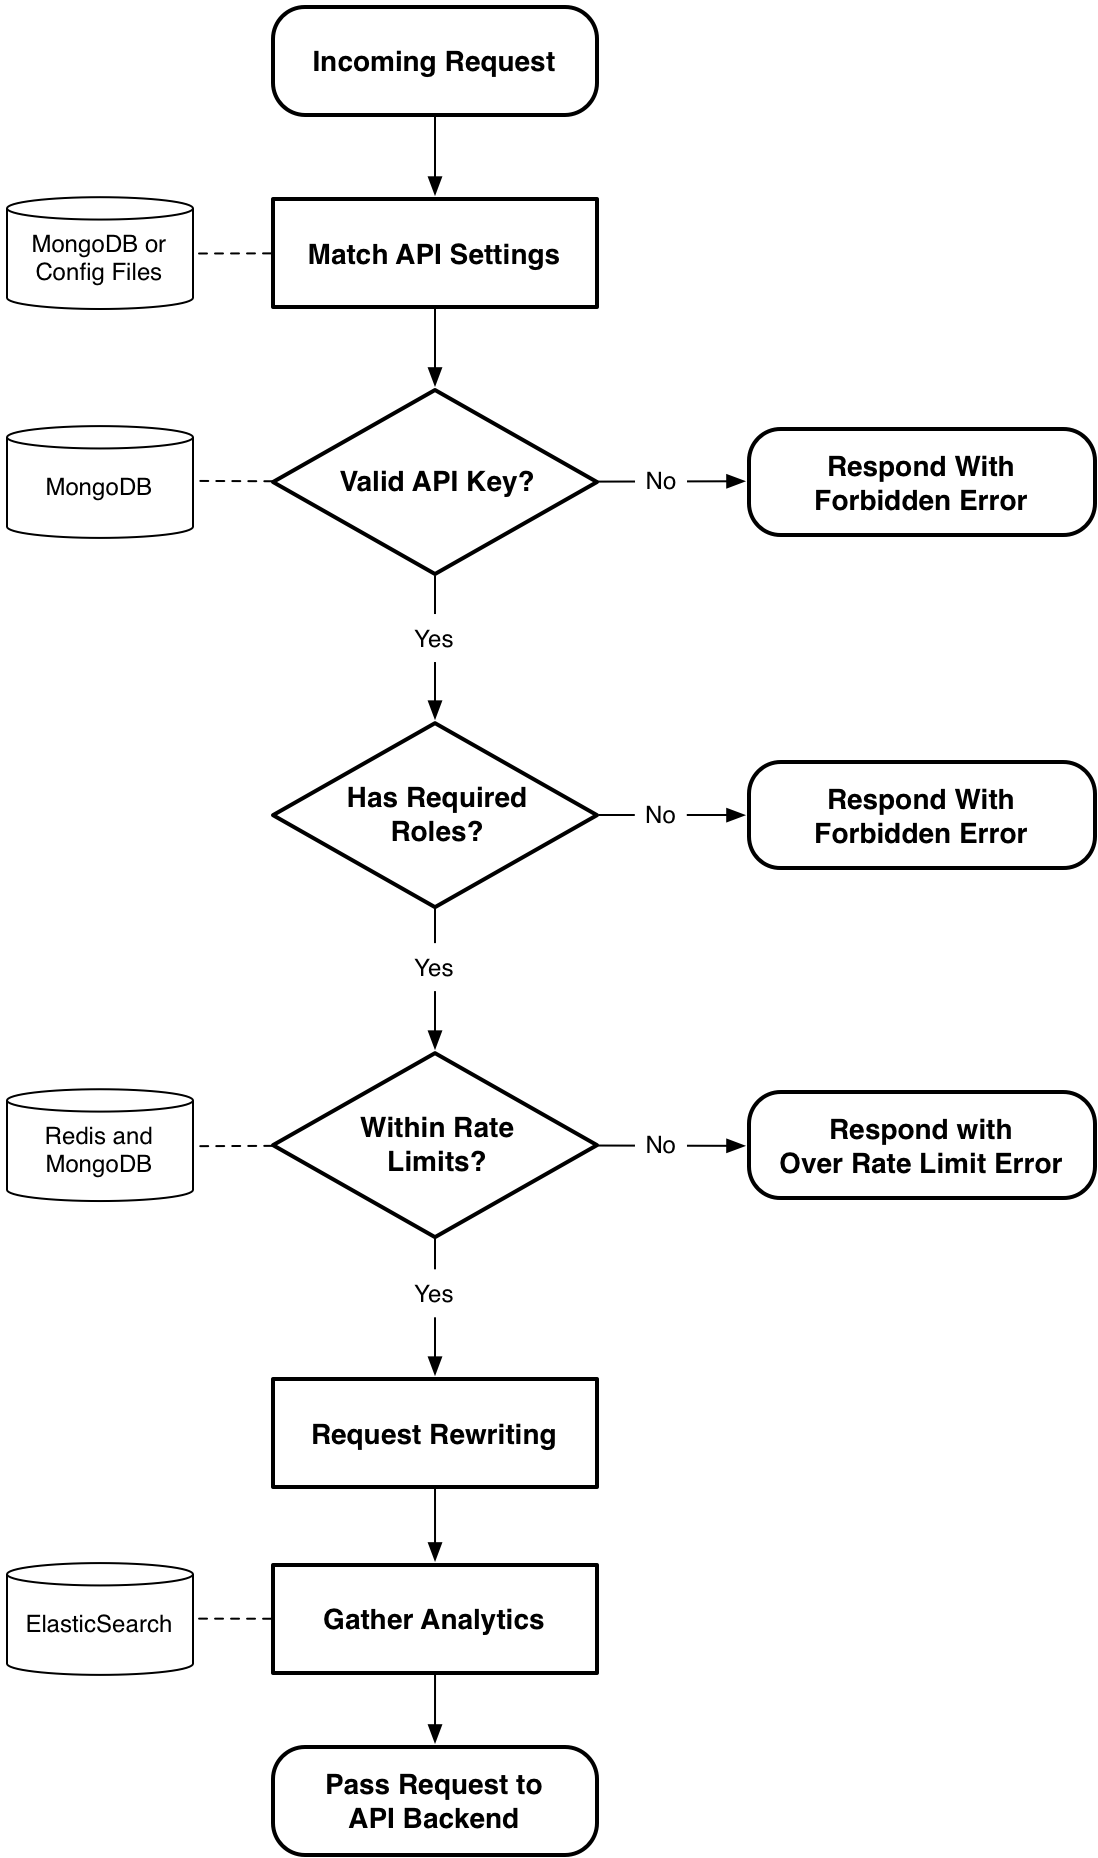 Incoming Request
MongoDB or
Config Files
Match API Settings
MongoDB
Valid API Key?
No
Respond With
Forbidden Error
Yes
Has Required
Roles?
No
Respond With
Forbidden Error
Yes
Redis and
MongoDB
Within Rate
Limits?
No
Respond with
Over Rate Limit Error
Yes
Request Rewriting
ElasticSearch
Gather Analytics
Pass Request to
API Backend